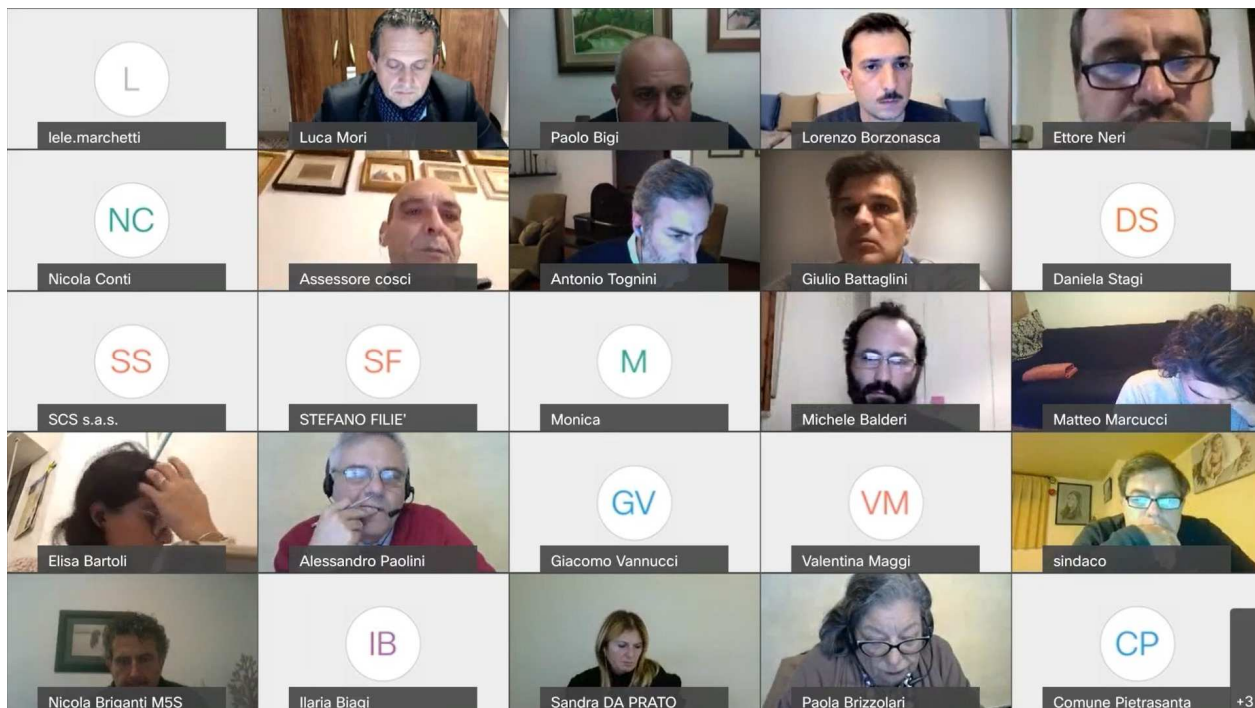 L
lele.marchetti
Luca Mori
Paolo Bigi
Lorenzo Borzonasca
Ettore Neri
NC
Nicola Conti
Assessore cosci
Antonio Tognini
Giulio Battaglini
DS
Daniela Stagi
SS
SCS s.a.s.
SF
STEFANO FILIE'
M
Monica
Michele Balderi
Matteo Marcucci
Elisa Bartoli
Alessandro Paolini
GV
Giacomo Vannucci
VM
Valentina Maggi
sindaco
Nicola Briganti M5S
IB
Ilaria Biagi
Sandra DA PRATO
Paola Brizzolari
CP
Comune Pietrasanta
+3